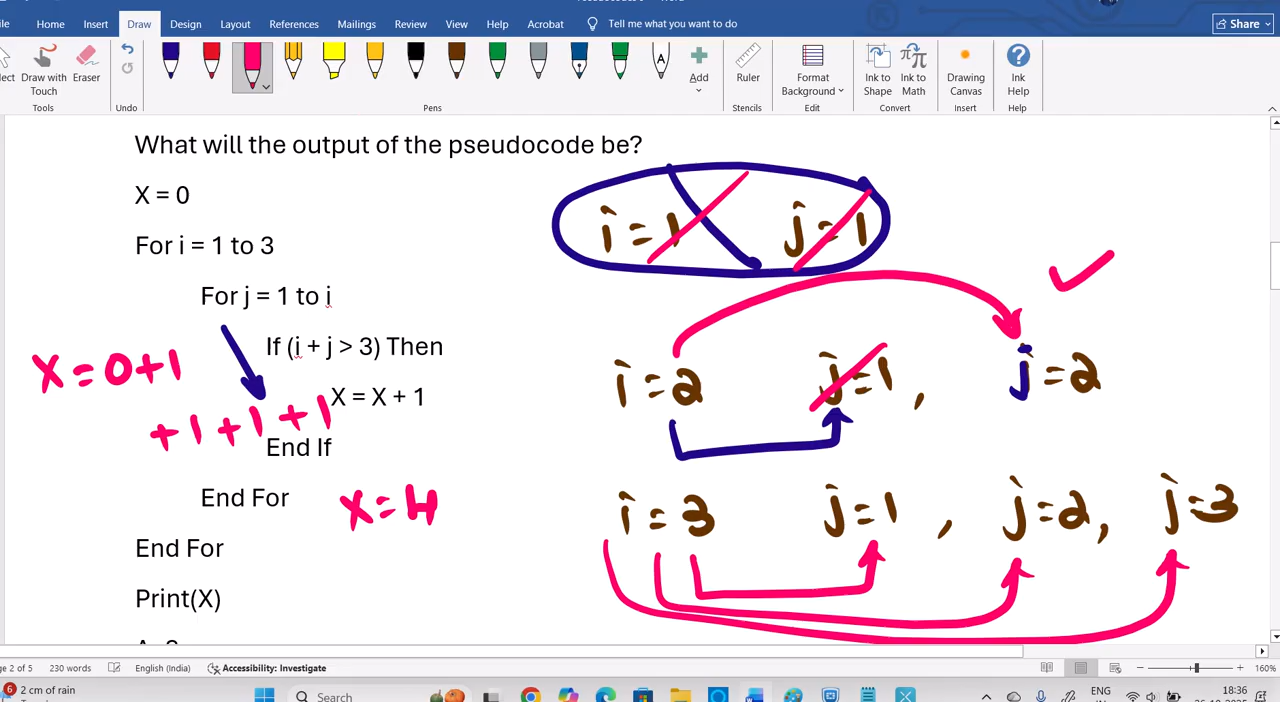 Home Insert Draw Design Layout References Mailings Review View Help Acrobat Tell me what you want to do Share
Draw with Touch
Eraser
Add
Ruler
Format Background
Ink to Shape
Ink to Math
Drawing Canvas
Ink Help
Tools Undo Pens Stencils Edit Convert Insert Help
What will the output of the pseudocode be?
X = 0
i = 1 j = 1
For i = 1 to 3
For j = 1 to i
If (i + j > 3) Then
X = 0+1
i = 2 j = 1, j = 2
X = X + 1
+1 +1 +1
End If
End For
X = 4
i = 3 j = 1, j = 2, j = 3
End For
Print(X)
2 of 5 230 words English (India) Accessibility: Investigate 160%
6 2 cm of rain Search ENG 18:36